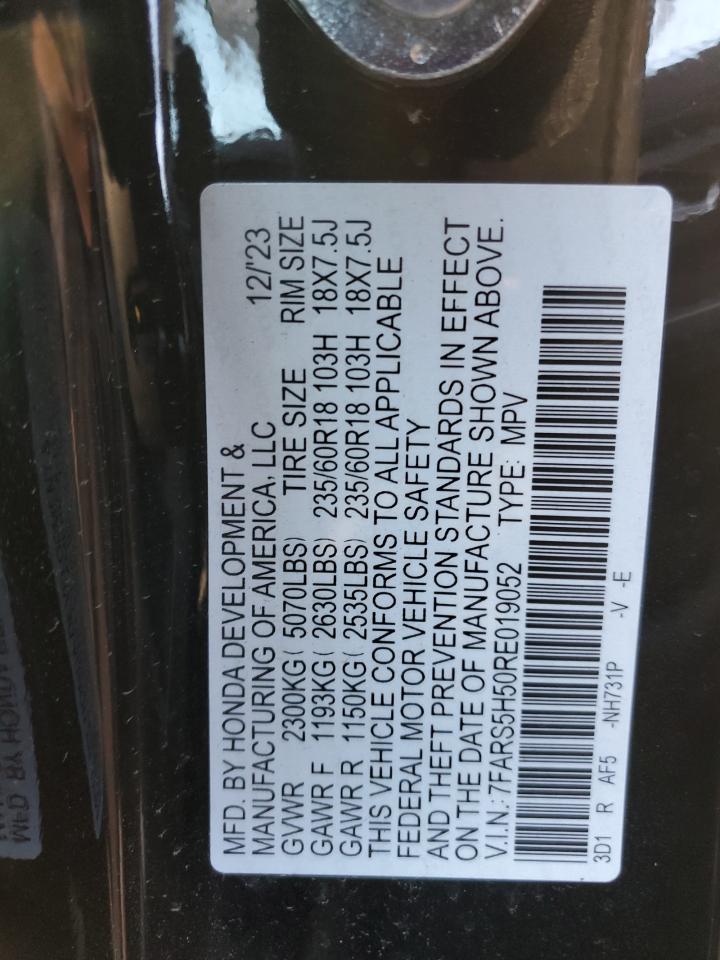 MFD. BY HONDA DEVELOPMENT &
MANUFACTURING OF AMERICA, LLC 12/'23
GVWR 2300KG( 5070LBS) TIRE SIZE RIM SIZE
GAWR F 1193KG( 2630LBS) 235/60R18 103H 18X7.5J
GAWR R 1150KG( 2535LBS) 235/60R18 103H 18X7.5J
THIS VEHICLE CONFORMS TO ALL APPLICABLE
FEDERAL MOTOR VEHICLE SAFETY
AND THEFT PREVENTION STANDARDS IN EFFECT
ON THE DATE OF MANUFACTURE SHOWN ABOVE.
V.I.N.: 7FARS5H50RE019052 TYPE: MPV
3D1 R AF5 -NH731P -V -E